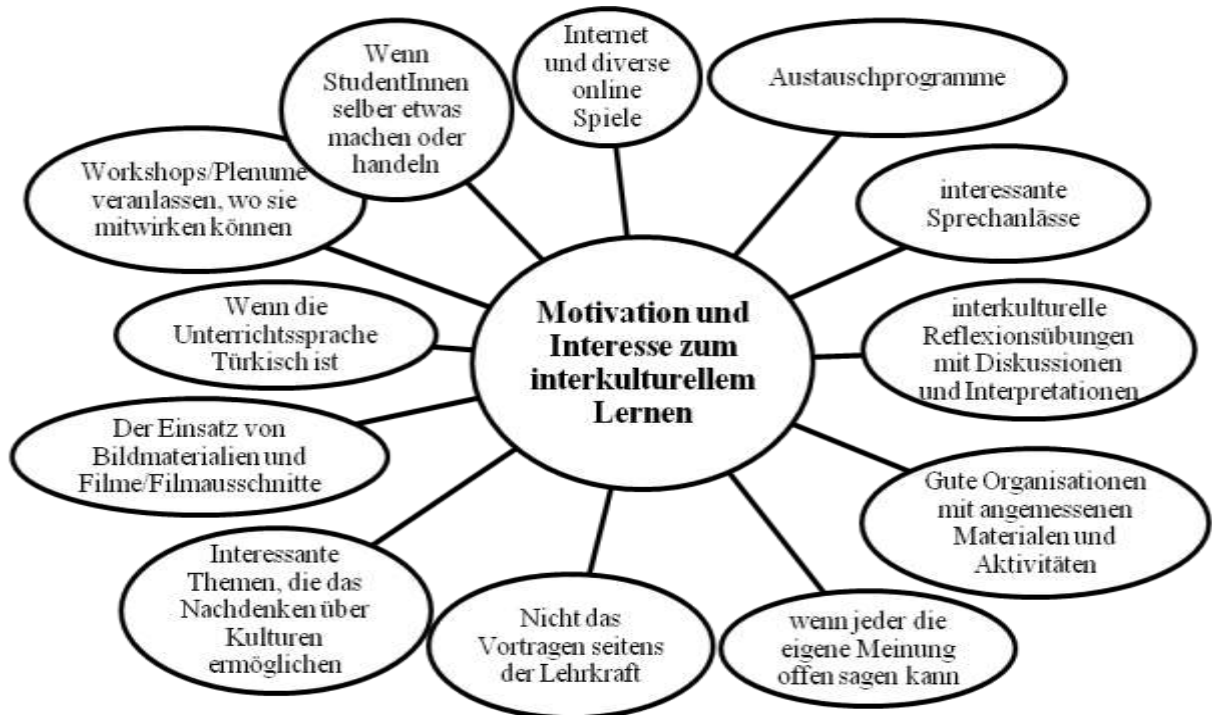 Motivation und
Interesse zum
interkulturellem
Lernen
Internet
und diverse
online
Spiele
Austauschprogramme
interessante
Sprechanlässe
interkulturelle
Reflexionsübungen
mit Diskussionen
und Interpretationen
Gute Organisationen
mit angemessenen
Materialen und
Aktivitäten
wenn jeder die
eigene Meinung
offen sagen kann
Nicht das
Vortragen seitens
der Lehrkraft
Interessante
Themen, die das
Nachdenken über
Kulturen
ermöglichen
Der Einsatz von
Bildmaterialien und
Filme/Filmausschnitte
Wenn die
Unterrichtssprache
Türkisch ist
Workshops/Plenume
veranlassen, wo sie
mitwirken können
Wenn
StudentInnen
selber etwas
machen oder
handeln